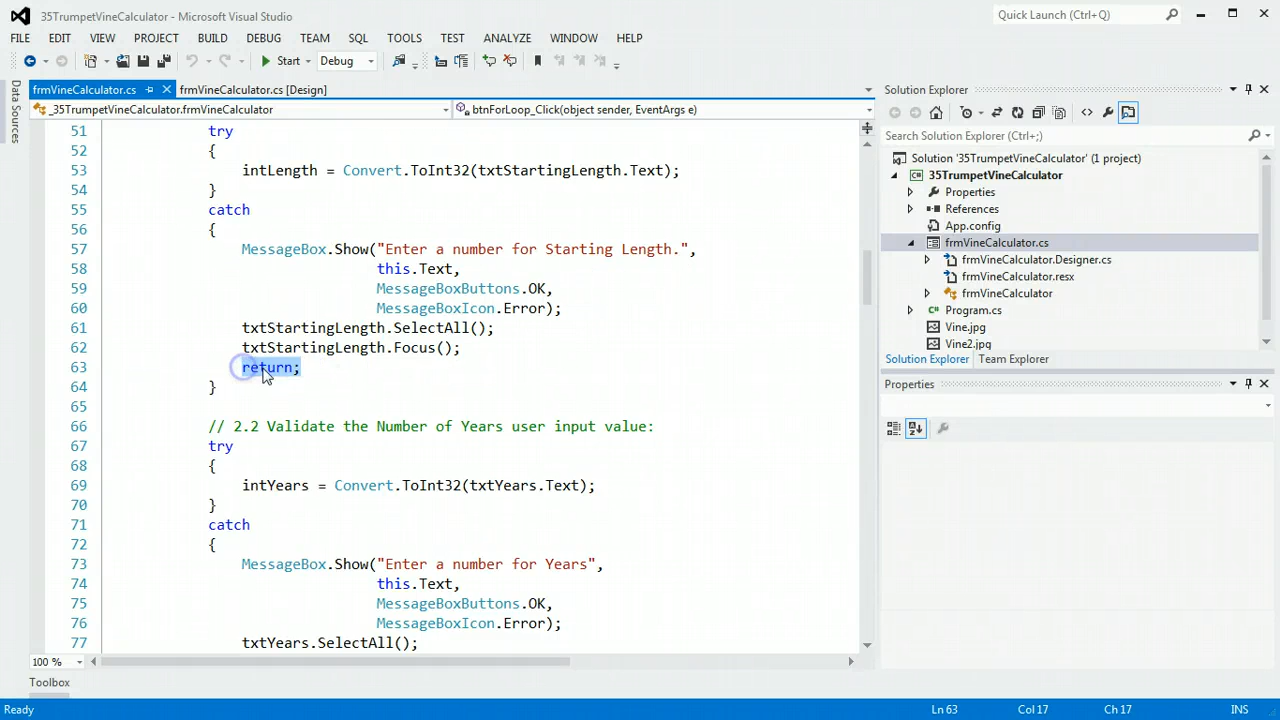 35TrumpetVineCalculator - Microsoft Visual Studio
Quick Launch (Ctrl+Q)
FILE EDIT VIEW PROJECT BUILD DEBUG TEAM SQL TOOLS TEST ANALYZE WINDOW HELP
Start Debug
Data Sources
frmVineCalculator.cs
frmVineCalculator.cs [Design]
_35TrumpetVineCalculator.frmVineCalculator
btnForLoop_Click(object sender, EventArgs e)
51 try
52 {
53 intLength = Convert.ToInt32(txtStartingLength.Text);
54 }
55 catch
56 {
57 MessageBox.Show("Enter a number for Starting Length.",
58 this.Text,
59 MessageBoxButtons.OK,
60 MessageBoxIcon.Error);
61 txtStartingLength.SelectAll();
62 txtStartingLength.Focus();
63 return;
64 }
65
66 // 2.2 Validate the Number of Years user input value:
67 try
68 {
69 intYears = Convert.ToInt32(txtYears.Text);
70 }
71 catch
72 {
73 MessageBox.Show("Enter a number for Years",
74 this.Text,
75 MessageBoxButtons.OK,
76 MessageBoxIcon.Error);
77 txtYears.SelectAll();
100 %
Solution Explorer
Search Solution Explorer (Ctrl+;)
Solution '35TrumpetVineCalculator' (1 project)
35TrumpetVineCalculator
Properties
References
App.config
frmVineCalculator.cs
frmVineCalculator.Designer.cs
frmVineCalculator.resx
frmVineCalculator
Program.cs
Vine.jpg
Vine2.jpg
Solution Explorer Team Explorer
Properties
Toolbox
Ready Ln 63 Col 17 Ch 17 INS